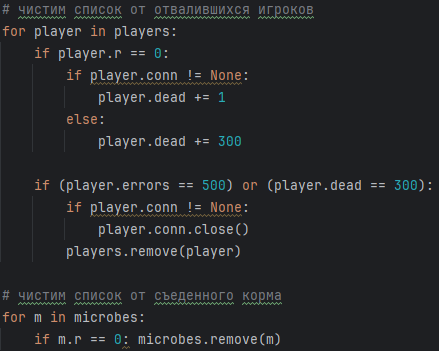 # чистим список от отвалившихся игроков
for player in players:
    if player.r == 0:
        if player.conn != None:
            player.dead += 1
        else:
            player.dead += 300

    if (player.errors == 500) or (player.dead == 300):
        if player.conn != None:
            player.conn.close()
        players.remove(player)

# чистим список от съеденного корма
for m in microbes:
    if m.r == 0: microbes.remove(m)